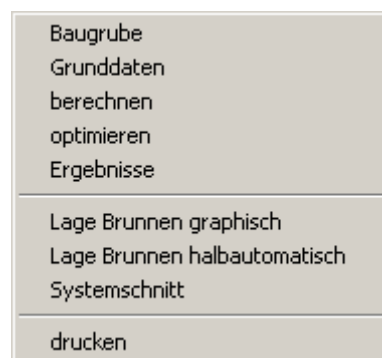 Baugrube
Grunddaten
berechnen
optimieren
Ergebnisse
Lage Brunnen graphisch
Lage Brunnen halbautomatisch
Systemschnitt
drucken